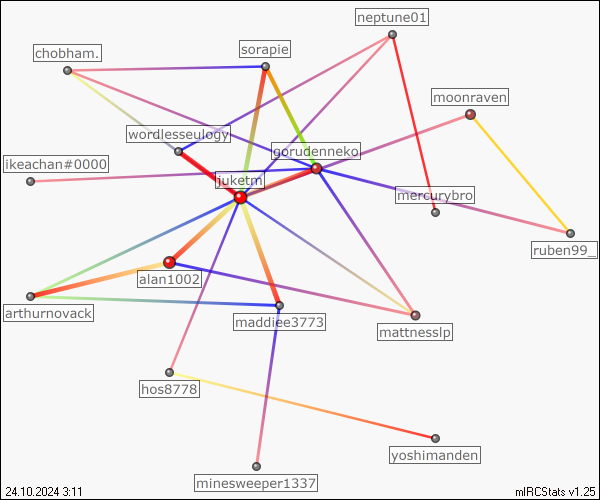 neptune01
chobham.
sorapie
moonraven
wordlesseulogy
gorudenneko
ikeachan#0000
juketm
mercurybro
ruben99_
alan1002
arthurnovack
maddiee3773
mattnesslp
hos8778
yoshimanden
minesweeper1337
24.10.2024 3:11
mIRCStats v1.25